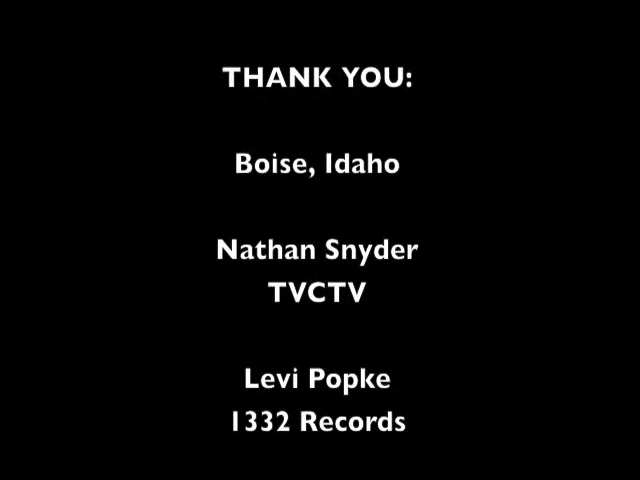 THANK YOU:
Boise, Idaho
Nathan Snyder
TVCTV
Levi Popke
1332 Records